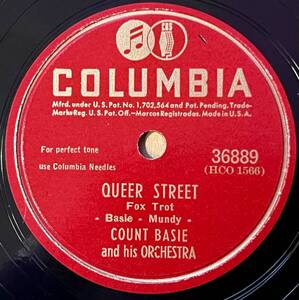 COLUMBIA
Mfrd. under U.S. Pat. No. 1,702,564 and Pat. Pending. Trade-
Marks Reg. U.S. Pat. Off.—Marcas Registradas. Made in U.S.A.
For perfect tone
use Columbia Needles
36889
(HCO 1566)
QUEER STREET
Fox Trot
- Basie - Mundy -
COUNT BASIE
and his ORCHESTRA